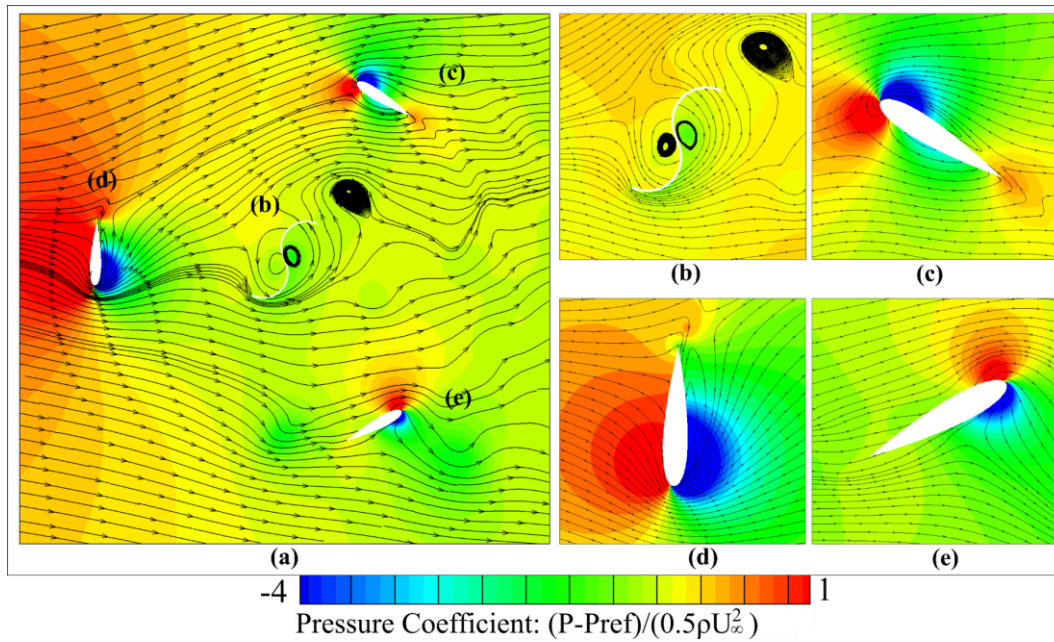 (c)
(d)
(b)
(e)
(a)
(b)
(c)
(d)
(e)
-4
1
Pressure Coefficient: (P-Pref)/(0.5ρU∞²)